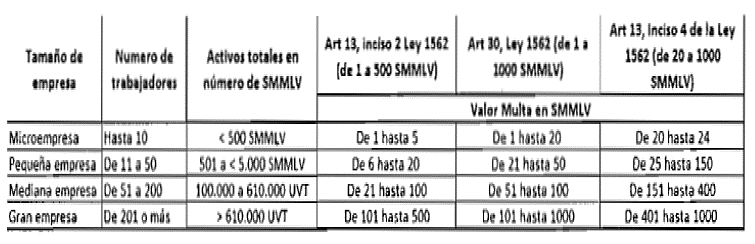 Tamaño de empresa | Numero de trabajadores | Activos totales en número de SMMLV | Art 13, inciso 2 Ley 1562 (de 1 a 500 SMMLV) | Art 30, Ley 1562 (de 1 a 1000 SMMLV) | Art 13, Inciso 4 de la Ley 1562 (de 20 a 1000 SMMLV)
Valor Multa en SMMLV
Microempresa | Hasta 10 | < 500 SMMLV | De 1 hasta 5 | De 1 hasta 20 | De 20 hasta 24
Pequeña empresa | De 11 a 50 | 501 a < 5.000 SMMLV | De 6 hasta 20 | De 21 hasta 50 | De 25 hasta 150
Mediana empresa | De 51 a 200 | 100.000 a 610.000 UVT | De 21 hasta 100 | De 51 hasta 100 | De 151 hasta 400
Gran empresa | De 201 o más | > 610.000 UVT | De 101 hasta 500 | De 101 hasta 1000 | De 401 hasta 1000